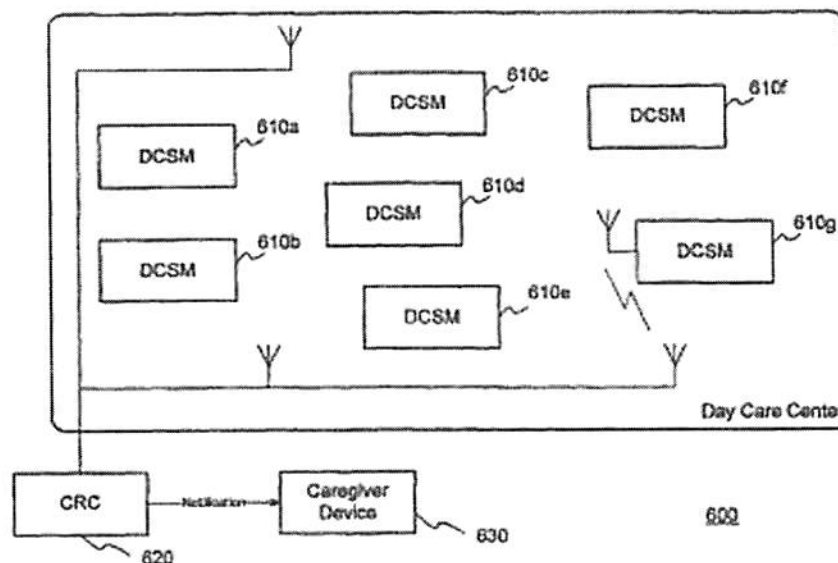 610c
DCSM
610f
DCSM
610a
DCSM
610d
DCSM
610g
DCSM
610b
DCSM
610e
DCSM
Day Care Cente
CRC
Notification
Caregiver
Device
600
620
630